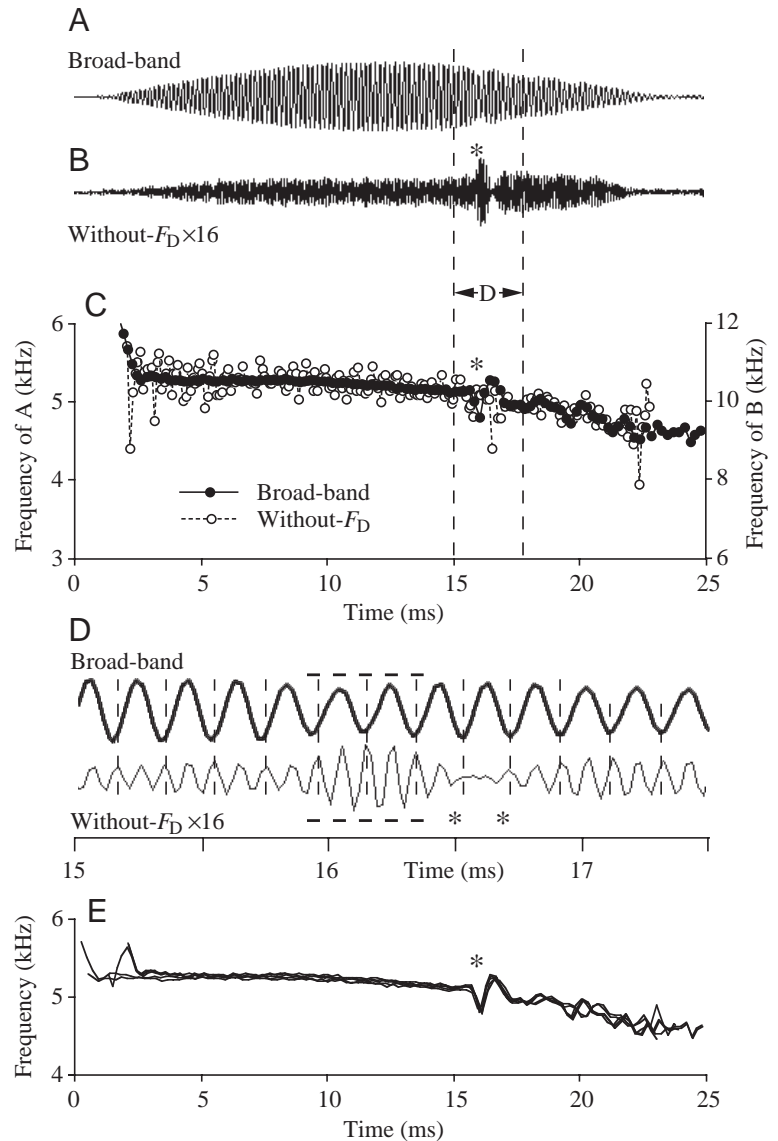 A
Broad-band
*
B
Without-FD×16
D
C
6
5
4
3
Frequency of A (kHz)
*
12
10
8
6
Frequency of B (kHz)
Broad-band
Without-FD
0 5 10 15 20 25
Time (ms)
D
Broad-band
Without-FD×16 * *
15 16 Time (ms) 17
E
6
5
4
Frequency (kHz)
*
0 5 10 15 20 25
Time (ms)